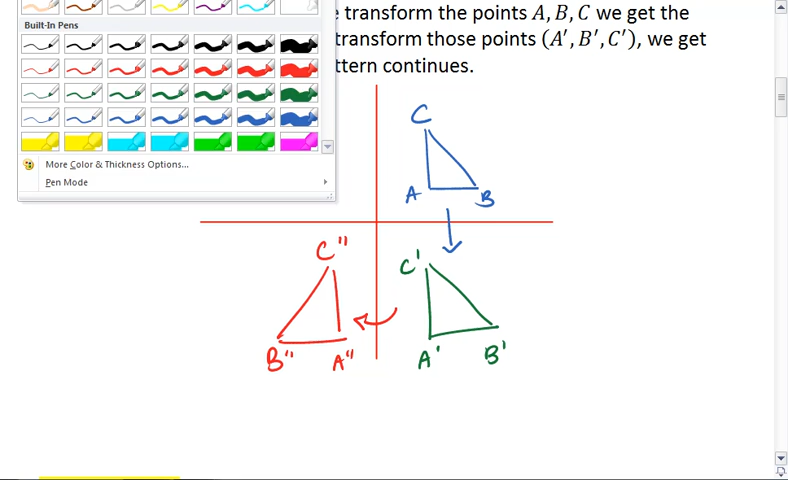 e transform the points A, B, C we get the
Built-In Pens
transform those points (A′, B′, C′), we get
ttern continues.
More Color & Thickness Options...
Pen Mode
C
A B
C" C'
B" A" A' B'